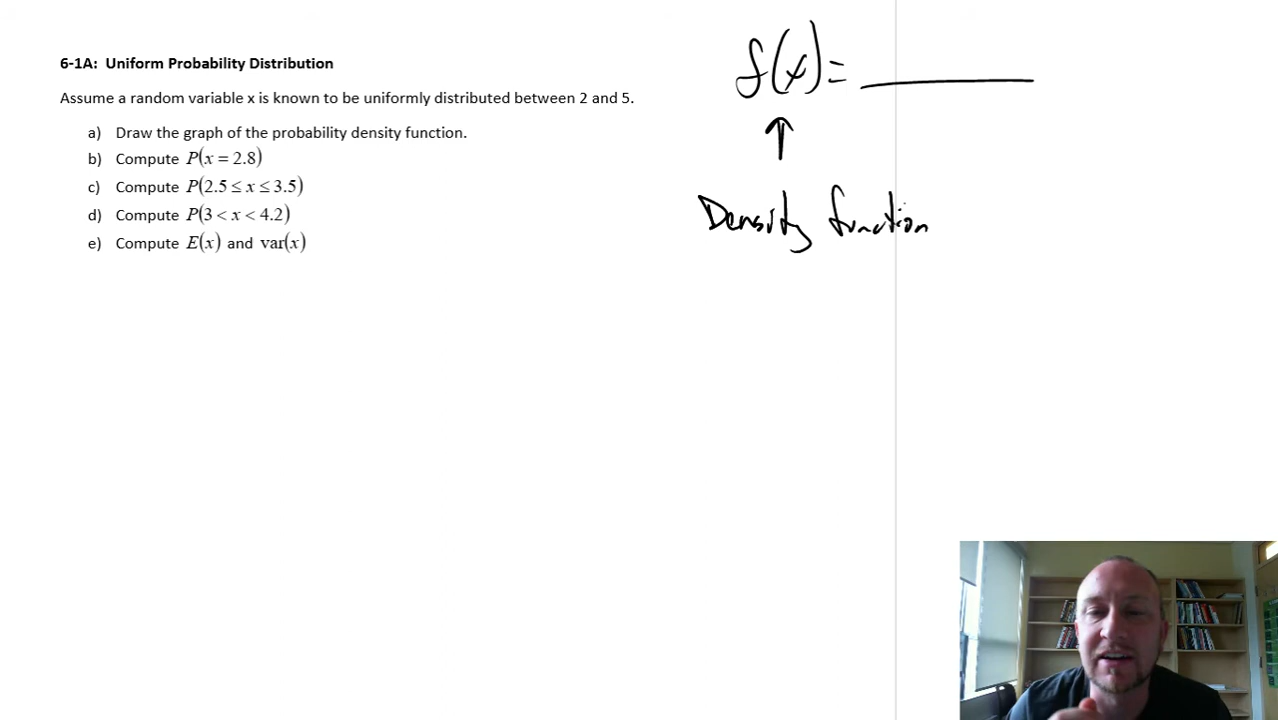 6-1A: Uniform Probability Distribution
Assume a random variable x is known to be uniformly distributed between 2 and 5.
a) Draw the graph of the probability density function.
b) Compute P(x = 2.8)
c) Compute P(2.5 ≤ x ≤ 3.5)
d) Compute P(3 < x < 4.2)
e) Compute E(x) and var(x)
f(x) = 
Density function